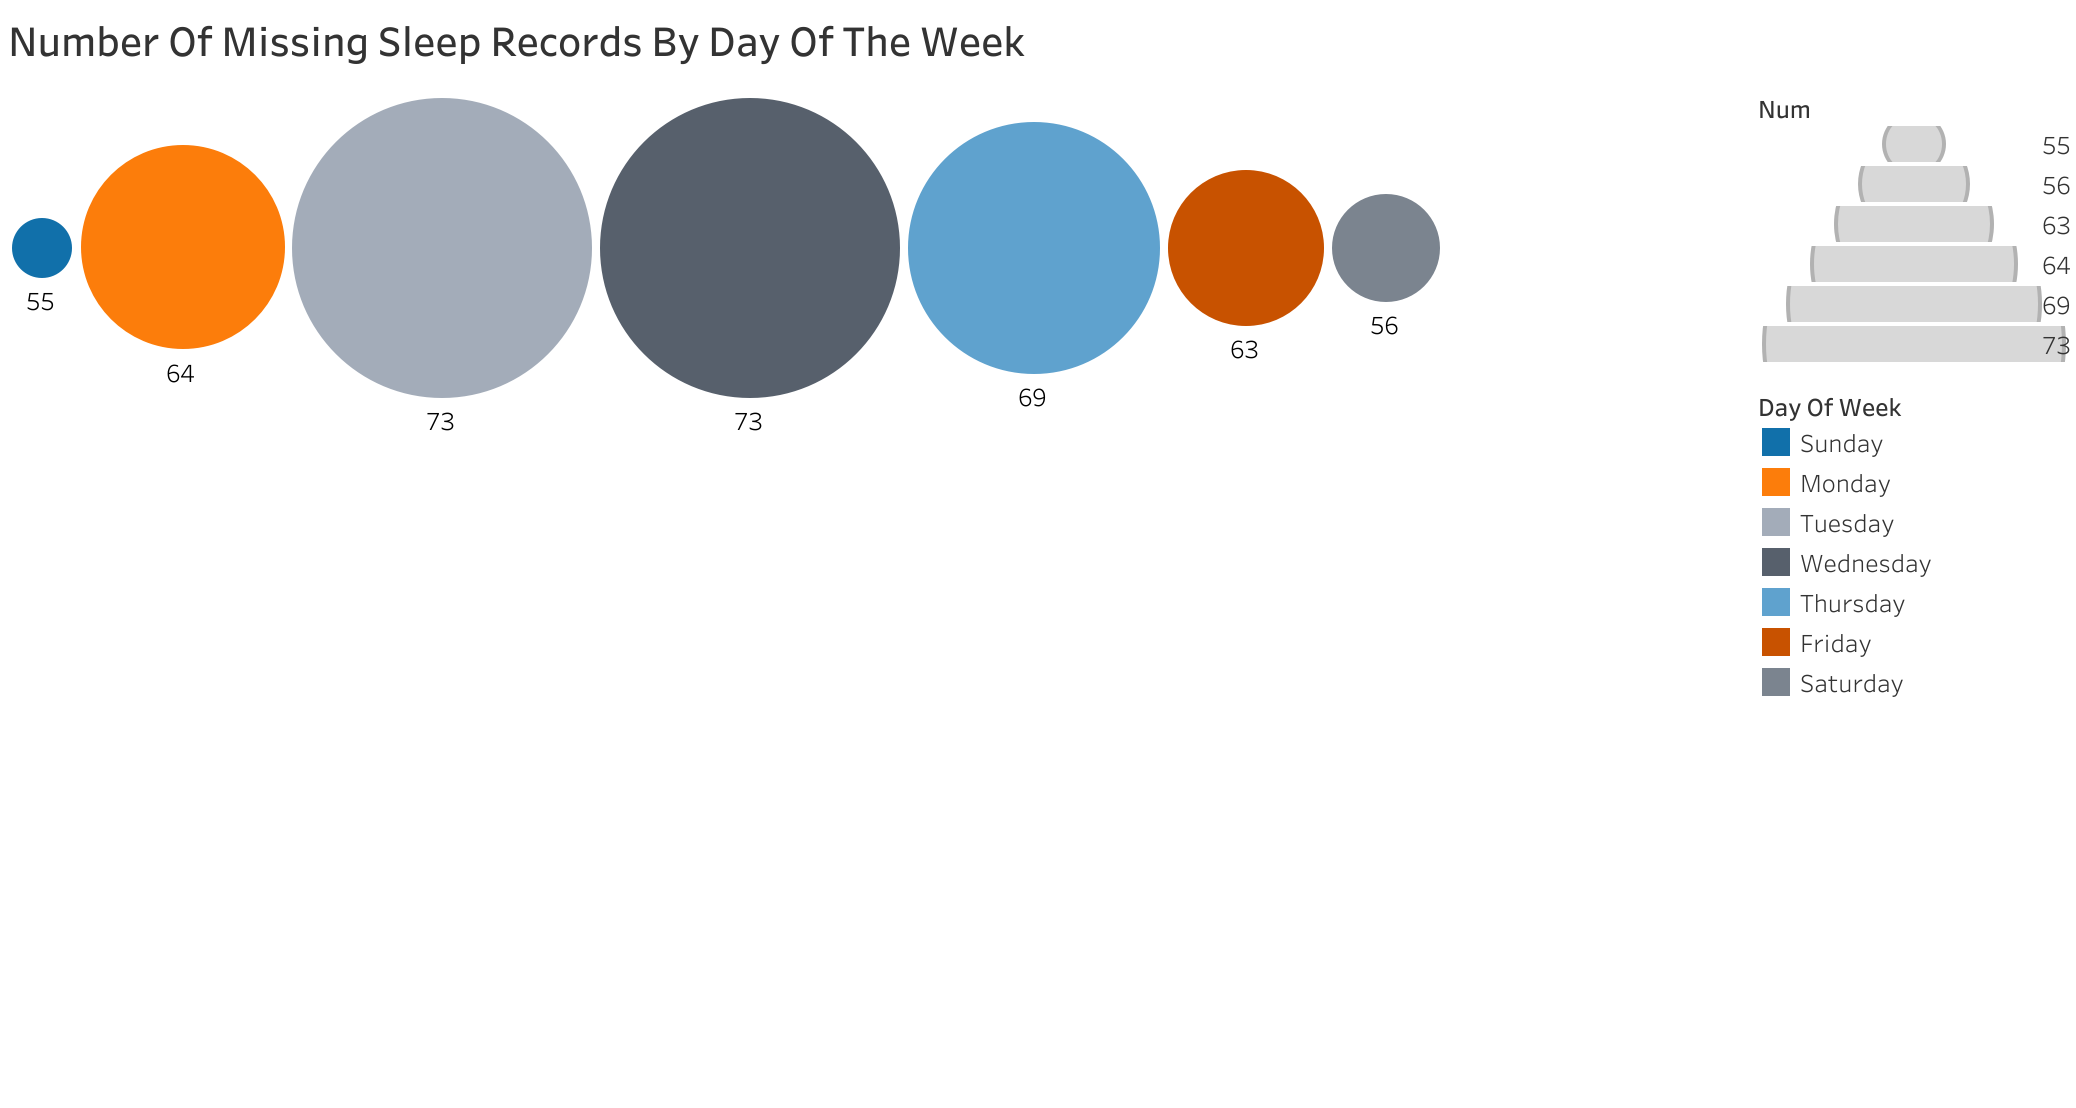 Number Of Missing Sleep Records By Day Of The Week
55
64
73
73
69
63
56
Num
55
56
63
64
69
73
Day Of Week
Sunday
Monday
Tuesday
Wednesday
Thursday
Friday
Saturday